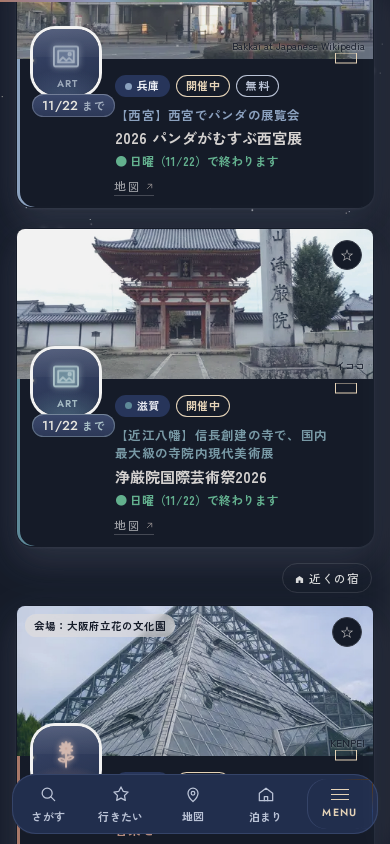 Bakkai at Japanese Wikipedia
ART
11/22 まで
兵庫
開催中
無料
【西宮】西宮でパンダの展覧会
2026 パンダがむすぶ西宮展
日曜（11/22）で終わります
地図 ↗
浄厳院
ART
11/22 まで
滋賀
開催中
【近江八幡】信長創建の寺で、国内
最大級の寺院内現代美術展
浄厳院国際芸術祭2026
日曜（11/22）で終わります
地図 ↗
近くの宿
会場：大阪府立花の文化園
KENPEI
さがす
行きたい
地図
泊まり
MENU